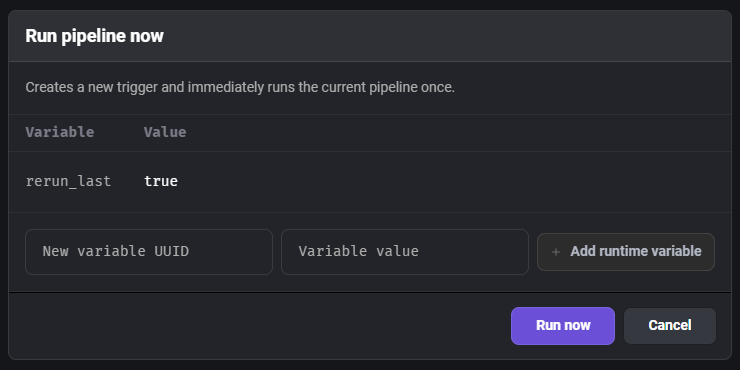 Run pipeline now
Creates a new trigger and immediately runs the current pipeline once.
Variable Value
rerun_last true
New variable UUID Variable value + Add runtime variable
Run now Cancel